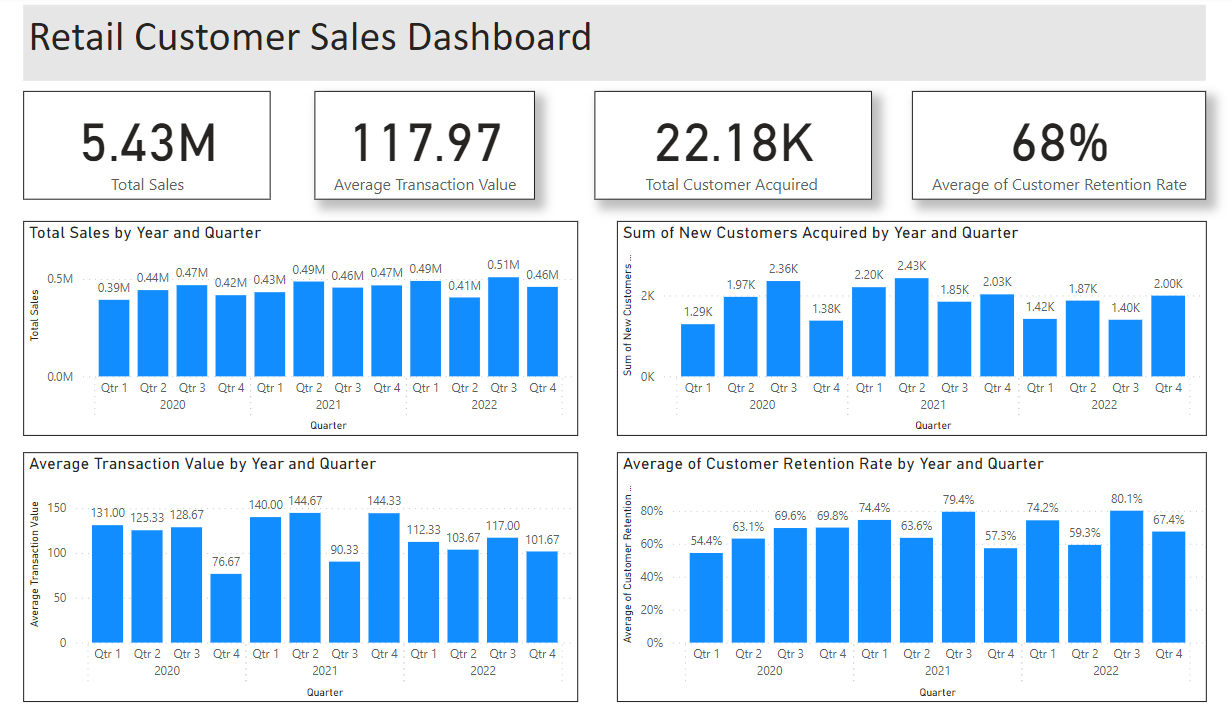 Retail Customer Sales Dashboard
5.43M
Total Sales
117.97
Average Transaction Value
22.18K
Total Customer Acquired
68%
Average of Customer Retention Rate
Total Sales by Year and Quarter
Total Sales
0.5M
0.0M
0.39M 0.44M 0.47M 0.42M 0.43M 0.49M 0.46M 0.47M 0.49M 0.41M 0.51M 0.46M
Qtr 1 Qtr 2 Qtr 3 Qtr 4 Qtr 1 Qtr 2 Qtr 3 Qtr 4 Qtr 1 Qtr 2 Qtr 3 Qtr 4
2020 2021 2022
Quarter
Sum of New Customers Acquired by Year and Quarter
Sum of New Customers ...
2K
0K
1.29K 1.97K 2.36K 1.38K 2.20K 2.43K 1.85K 2.03K 1.42K 1.87K 1.40K 2.00K
Qtr 1 Qtr 2 Qtr 3 Qtr 4 Qtr 1 Qtr 2 Qtr 3 Qtr 4 Qtr 1 Qtr 2 Qtr 3 Qtr 4
2020 2021 2022
Quarter
Average Transaction Value by Year and Quarter
Average Transaction Value
150
100
50
0
131.00 125.33 128.67 76.67 140.00 144.67 90.33 144.33 112.33 103.67 117.00 101.67
Qtr 1 Qtr 2 Qtr 3 Qtr 4 Qtr 1 Qtr 2 Qtr 3 Qtr 4 Qtr 1 Qtr 2 Qtr 3 Qtr 4
2020 2021 2022
Quarter
Average of Customer Retention Rate by Year and Quarter
Average of Customer Retention ...
80%
60%
40%
20%
0%
54.4% 63.1% 69.6% 69.8% 74.4% 63.6% 79.4% 57.3% 74.2% 59.3% 80.1% 67.4%
Qtr 1 Qtr 2 Qtr 3 Qtr 4 Qtr 1 Qtr 2 Qtr 3 Qtr 4 Qtr 1 Qtr 2 Qtr 3 Qtr 4
2020 2021 2022
Quarter